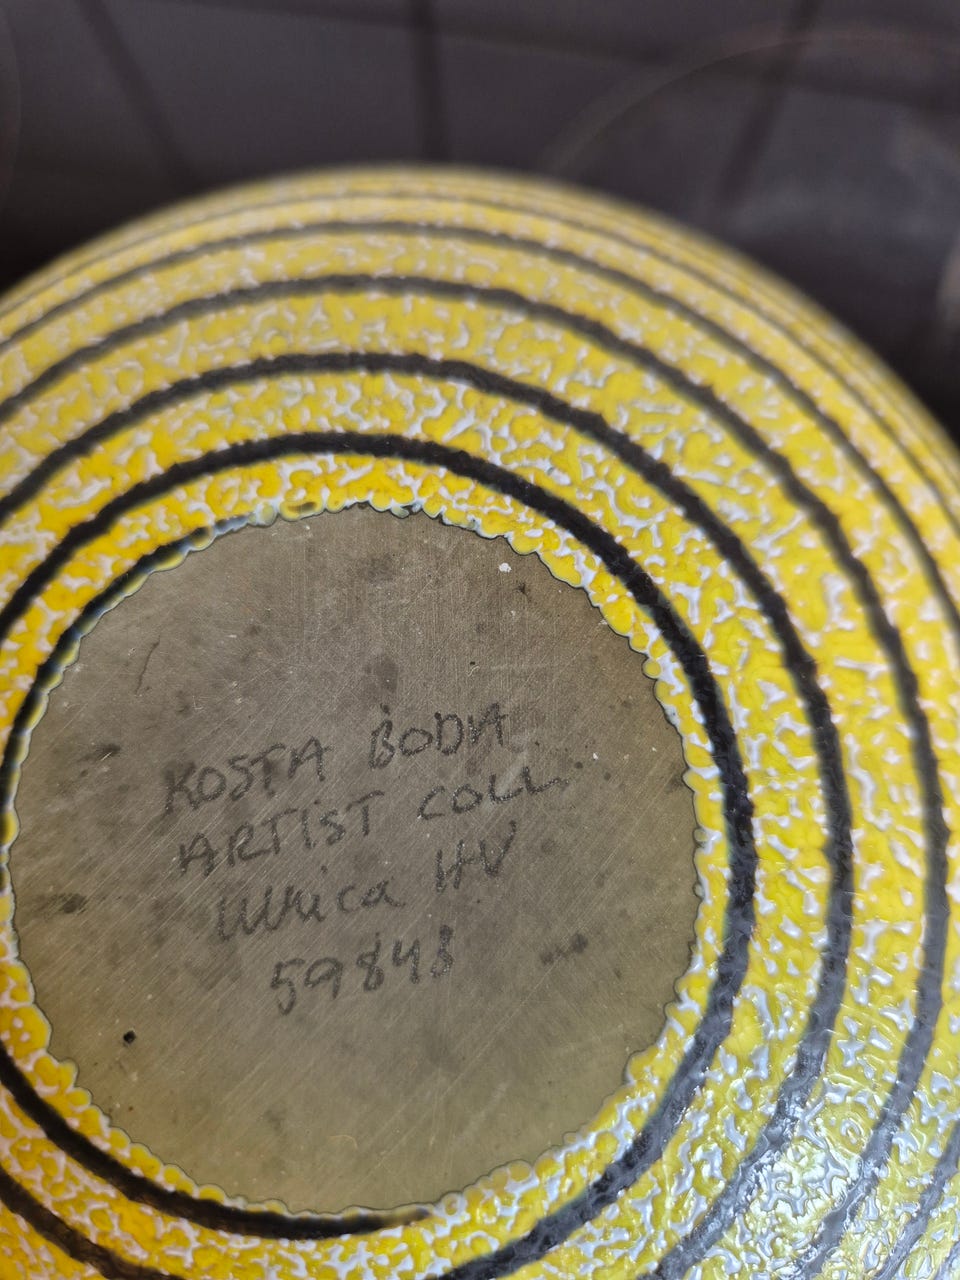 KOSTA BODA
ARTIST COLL.
Ulrica HV
59848